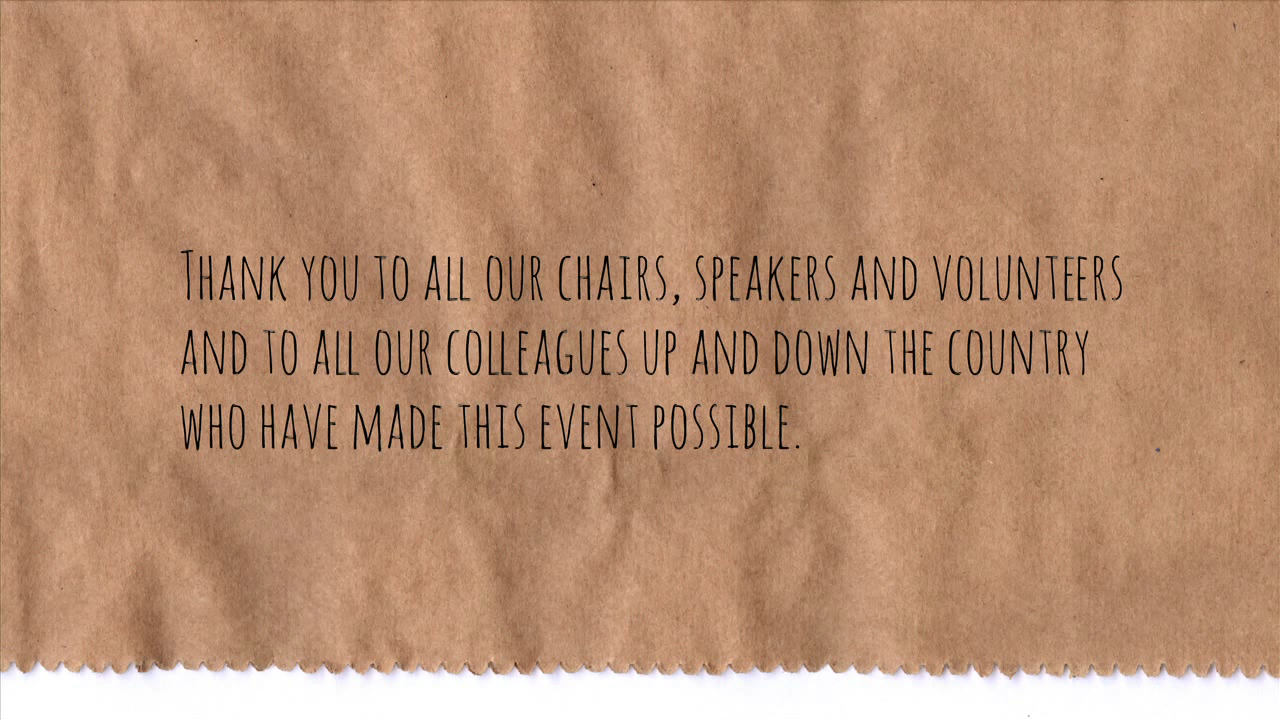 Thank you to all our chairs, speakers and volunteers
and to all our colleagues up and down the country
who have made this event possible.